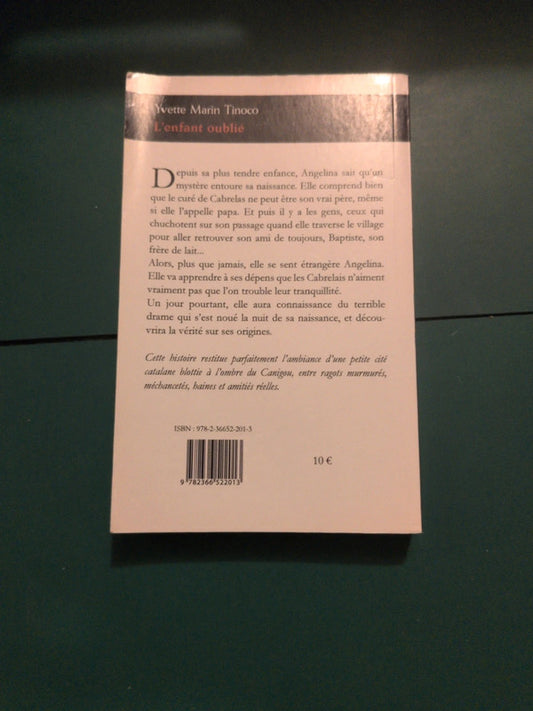 Yvette Marin Tinoco
L'enfant oublié
Depuis sa plus tendre enfance, Angelina sait qu'un
mystère entoure sa naissance. Elle comprend bien
que le curé de Cabrelas ne peut être son vrai père, même
si elle l'appelle papa. Et puis il y a les gens, ceux qui
chuchotent sur son passage quand elle traverse le village
pour aller retrouver son ami de toujours, Baptiste, son
frère de lait...
Alors, plus que jamais, elle se sent étrangère Angelina.
Elle va apprendre à ses dépens que les Cabrelais n'aiment
vraiment pas que l'on trouble leur tranquillité.
Un jour pourtant, elle aura connaissance du terrible
drame qui s'est noué la nuit de sa naissance, et décou-
vrira la vérité sur ses origines.
Cette histoire restitue parfaitement l'ambiance d'une petite cité
catalane blottie à l'ombre du Canigou, entre ragots murmurés,
méchancetés, haines et amitiés réelles.
ISBN : 978-2-36652-201-3
10 €
9 782366 522013